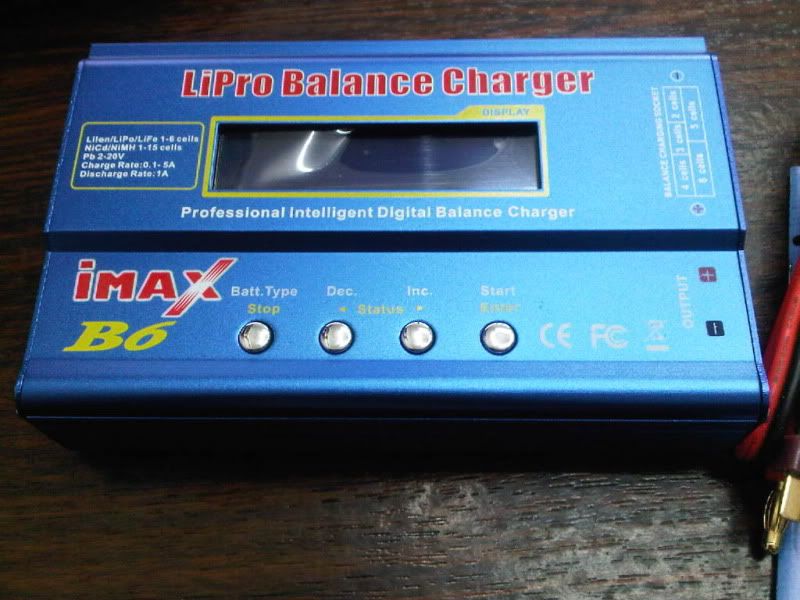 LiPro Balance Charger
DISPLAY
LiIon/LiPo/LiFe 1-6 cells
NiCd/NiMH 1-15 cells
Pb 2-20V
Charge Rate:0.1- 5A
Discharge Rate:1A
BALANCE CHARGING SOCKET
2 cells
3 cells
4 cells
5 cells
6 cells
Professional Intelligent Digital Balance Charger
iMAX
B6
Batt.Type
Stop
Dec.
Inc.
◄ Status ►
Start
Enter
CE
FC
OUTPUT
+
-